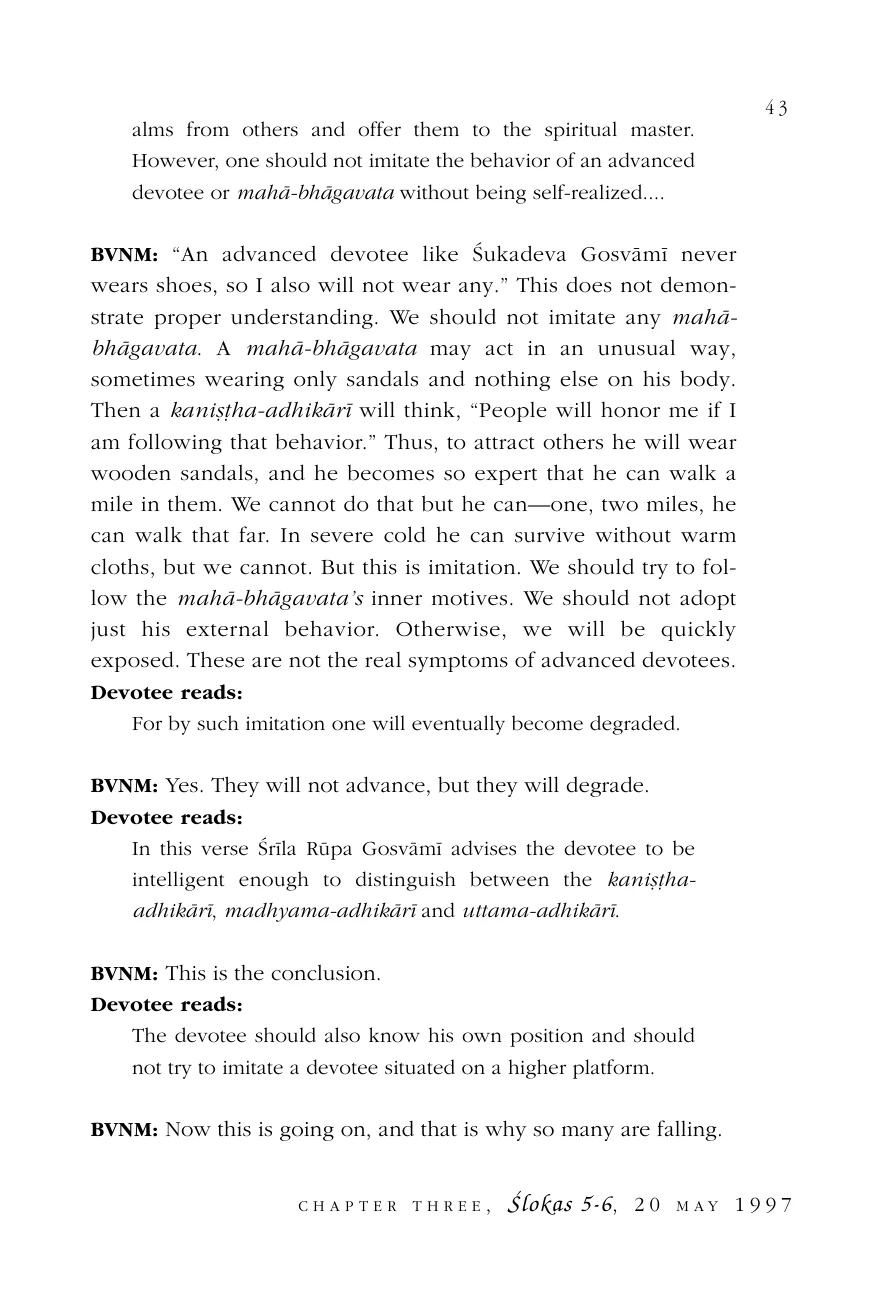 43
alms from others and offer them to the spiritual master.
However, one should not imitate the behavior of an advanced
devotee or mahā-bhāgavata without being self-realized....
BVNM: “An advanced devotee like Śukadeva Gosvāmī never
wears shoes, so I also will not wear any.” This does not demon-
strate proper understanding. We should not imitate any mahā-
bhāgavata. A mahā-bhāgavata may act in an unusual way,
sometimes wearing only sandals and nothing else on his body.
Then a kaniṣṭha-adhikārī will think, “People will honor me if I
am following that behavior.” Thus, to attract others he will wear
wooden sandals, and he becomes so expert that he can walk a
mile in them. We cannot do that but he can—one, two miles, he
can walk that far. In severe cold he can survive without warm
cloths, but we cannot. But this is imitation. We should try to fol-
low the mahā-bhāgavata’s inner motives. We should not adopt
just his external behavior. Otherwise, we will be quickly
exposed. These are not the real symptoms of advanced devotees.
Devotee reads:
For by such imitation one will eventually become degraded.
BVNM: Yes. They will not advance, but they will degrade.
Devotee reads:
In this verse Śrīla Rūpa Gosvāmī advises the devotee to be
intelligent enough to distinguish between the kaniṣṭha-
adhikārī, madhyama-adhikārī and uttama-adhikārī.
BVNM: This is the conclusion.
Devotee reads:
The devotee should also know his own position and should
not try to imitate a devotee situated on a higher platform.
BVNM: Now this is going on, and that is why so many are falling.
CHAPTER THREE, Ślokas 5-6, 20 MAY 1997